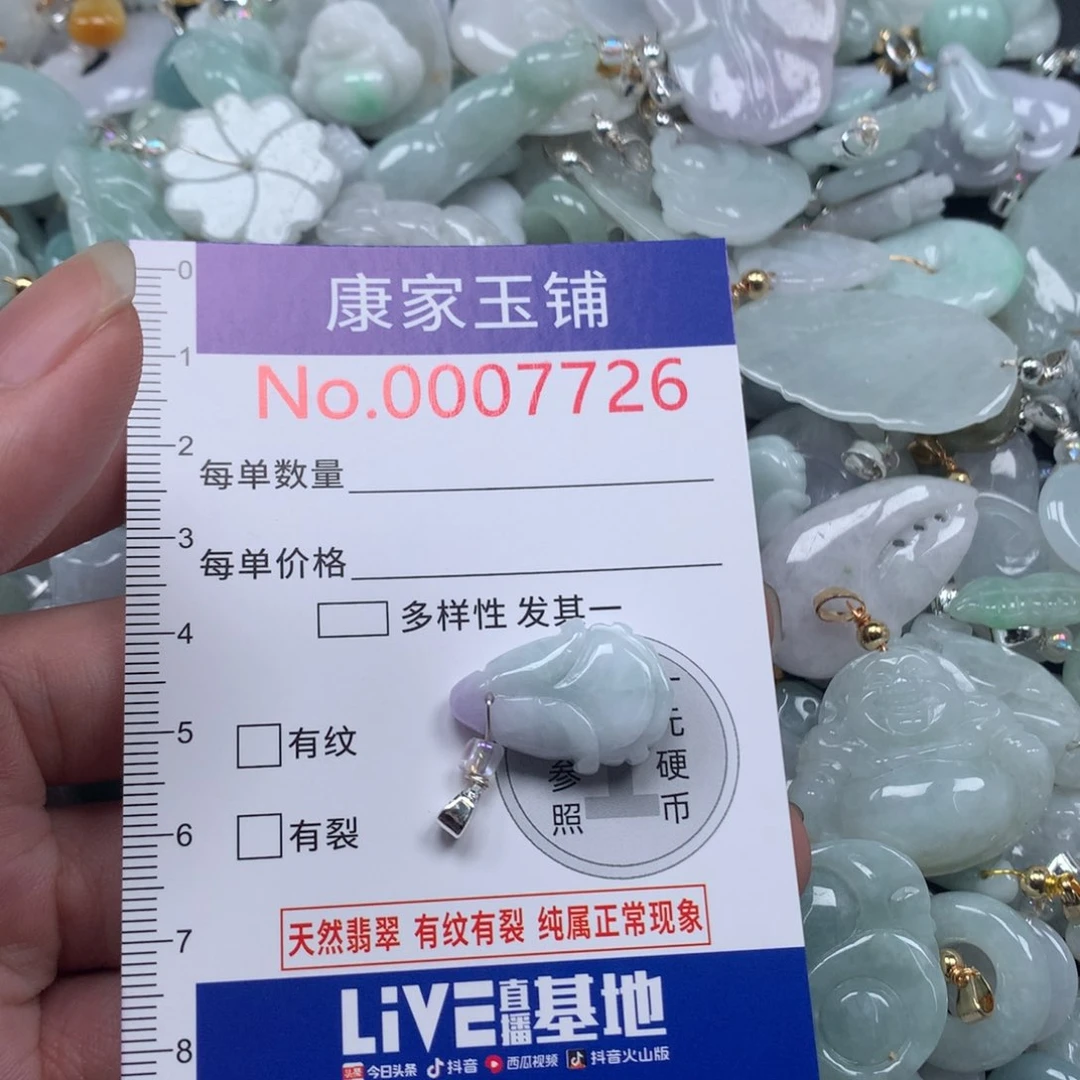 康家玉铺
No.0007726
每单数量
每单价格
多样性 发其一
有纹
元
参 硬
照 币
有裂
天然翡翠 有纹有裂 纯属正常现象
LiVE直播基地
头条 今日头条 抖音 西瓜视频 抖音火山版
0
1
2
3
4
5
6
7
8